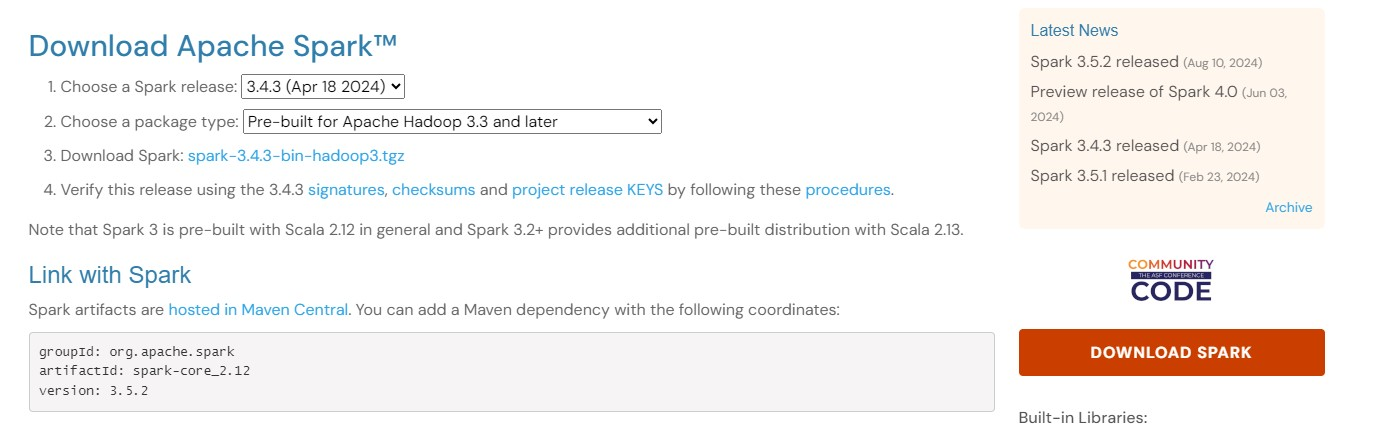 Download Apache Spark™
1. Choose a Spark release: 3.4.3 (Apr 18 2024)
2. Choose a package type: Pre-built for Apache Hadoop 3.3 and later
3. Download Spark: spark-3.4.3-bin-hadoop3.tgz
4. Verify this release using the 3.4.3 signatures, checksums and project release KEYS by following these procedures.
Note that Spark 3 is pre-built with Scala 2.12 in general and Spark 3.2+ provides additional pre-built distribution with Scala 2.13.
Link with Spark
Spark artifacts are hosted in Maven Central. You can add a Maven dependency with the following coordinates:
groupId: org.apache.spark
artifactId: spark-core_2.12
version: 3.5.2
Latest News
Spark 3.5.2 released (Aug 10, 2024)
Preview release of Spark 4.0 (Jun 03,
2024)
Spark 3.4.3 released (Apr 18, 2024)
Spark 3.5.1 released (Feb 23, 2024)
Archive
COMMUNITY
THE ASF CONFERENCE
CODE
DOWNLOAD SPARK
Built-in Libraries: